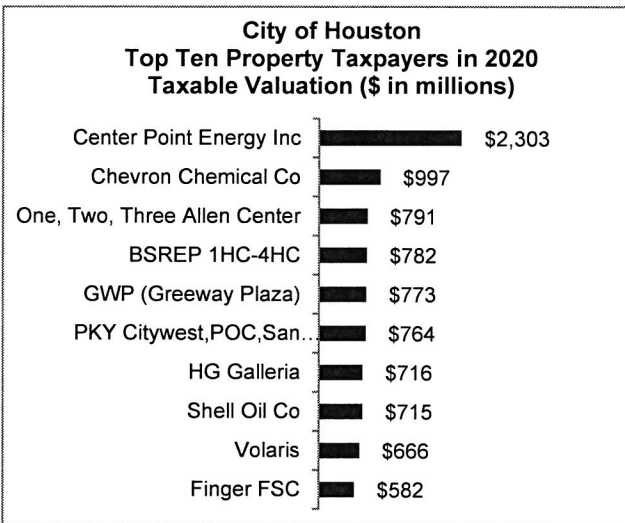 City of Houston
Top Ten Property Taxpayers in 2020
Taxable Valuation ($ in millions)
Center Point Energy Inc $2,303
Chevron Chemical Co $997
One, Two, Three Allen Center $791
BSREP 1HC-4HC $782
GWP (Greeway Plaza) $773
PKY Citywest,POC,San... $764
HG Galleria $716
Shell Oil Co $715
Volaris $666
Finger FSC $582